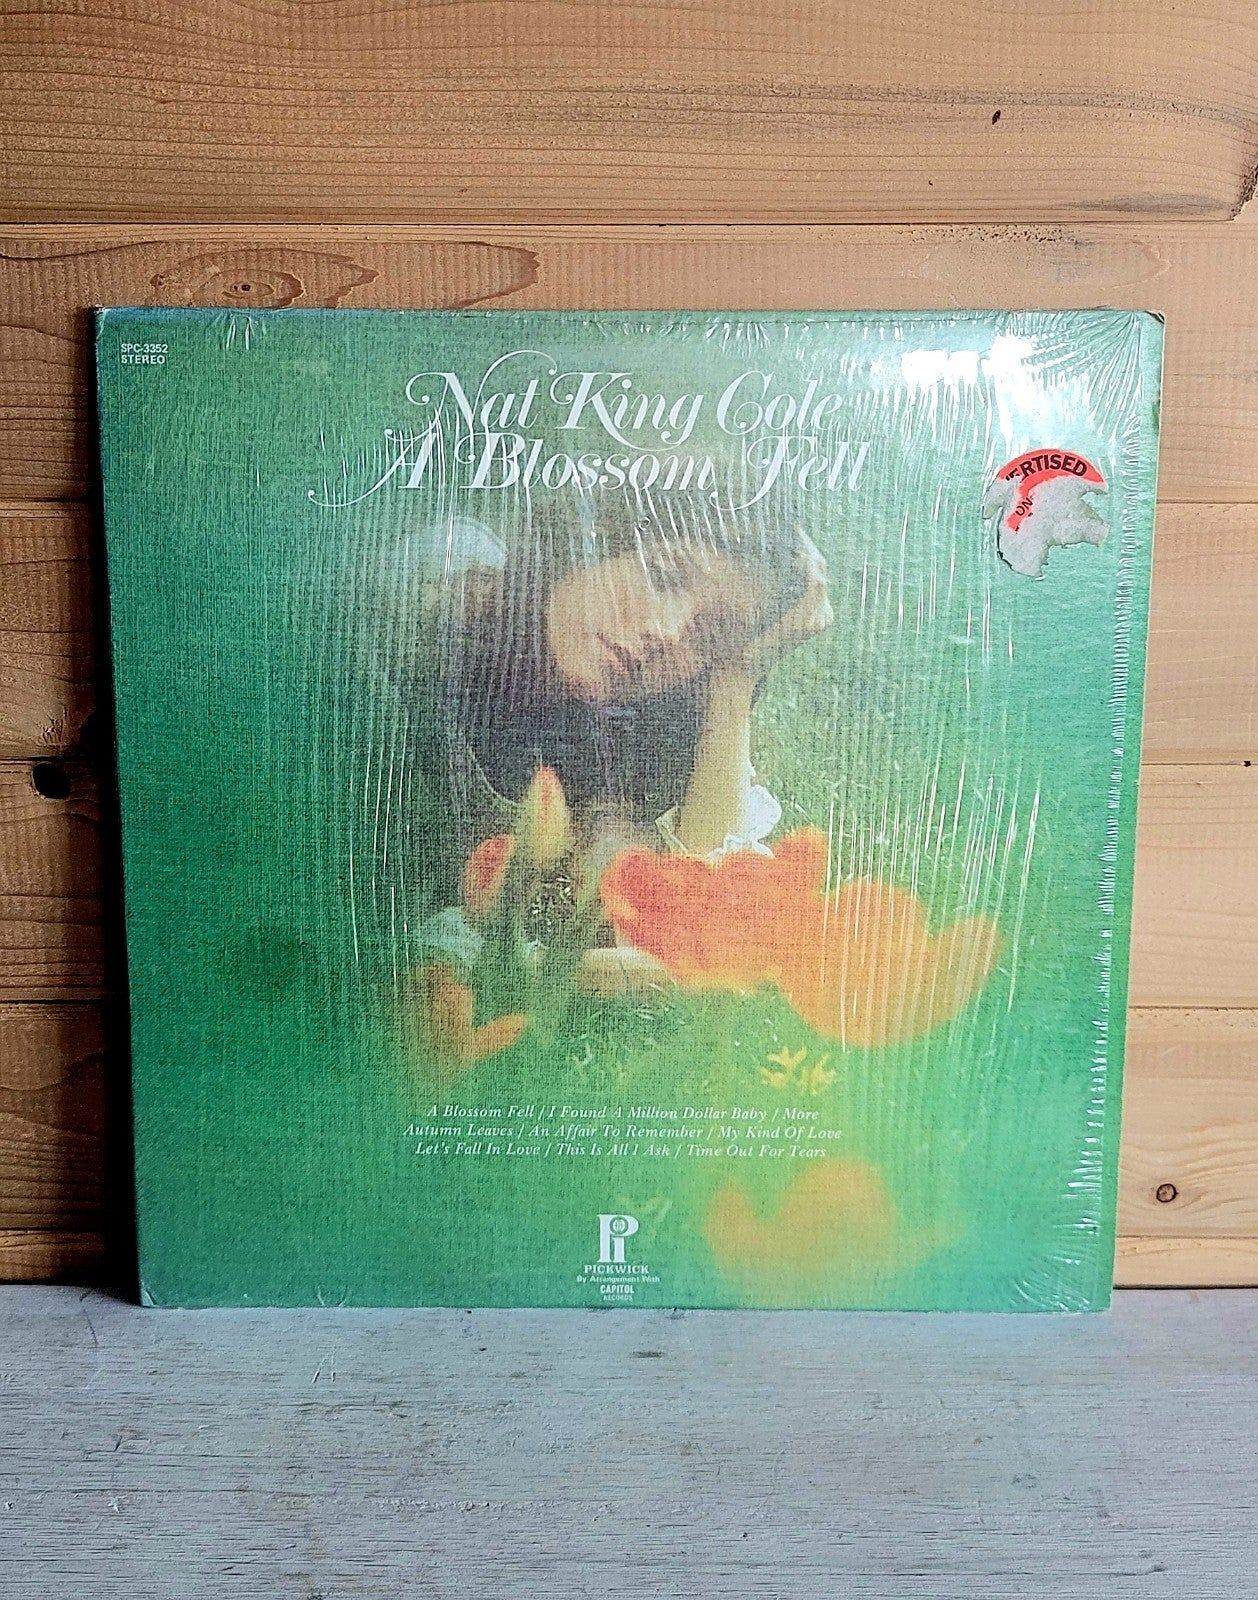 SPC-3352
STEREO
Nat King Cole
A Blossom Fell
ERTISED
ON
A Blossom Fell / I Found A Million Dollar Baby / More
Autumn Leaves / An Affair To Remember / My Kind Of Love
Let's Fall In Love / This Is All I Ask / Time Out For Tears
PICKWICK
By Arrangement With
CAPITOL
RECORDS